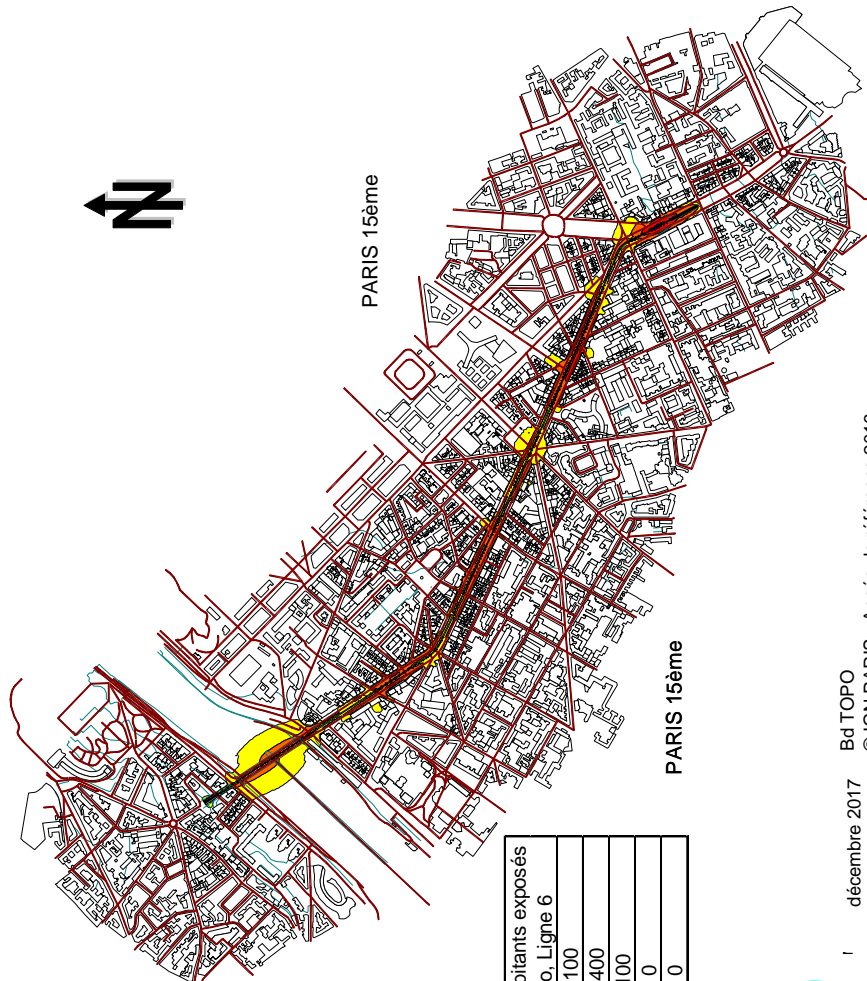 N
PARIS 15ème
PARIS 15ème
bitants exposés
o, Ligne 6
100
400
100
0
0
décembre 2017
Bd TOPO